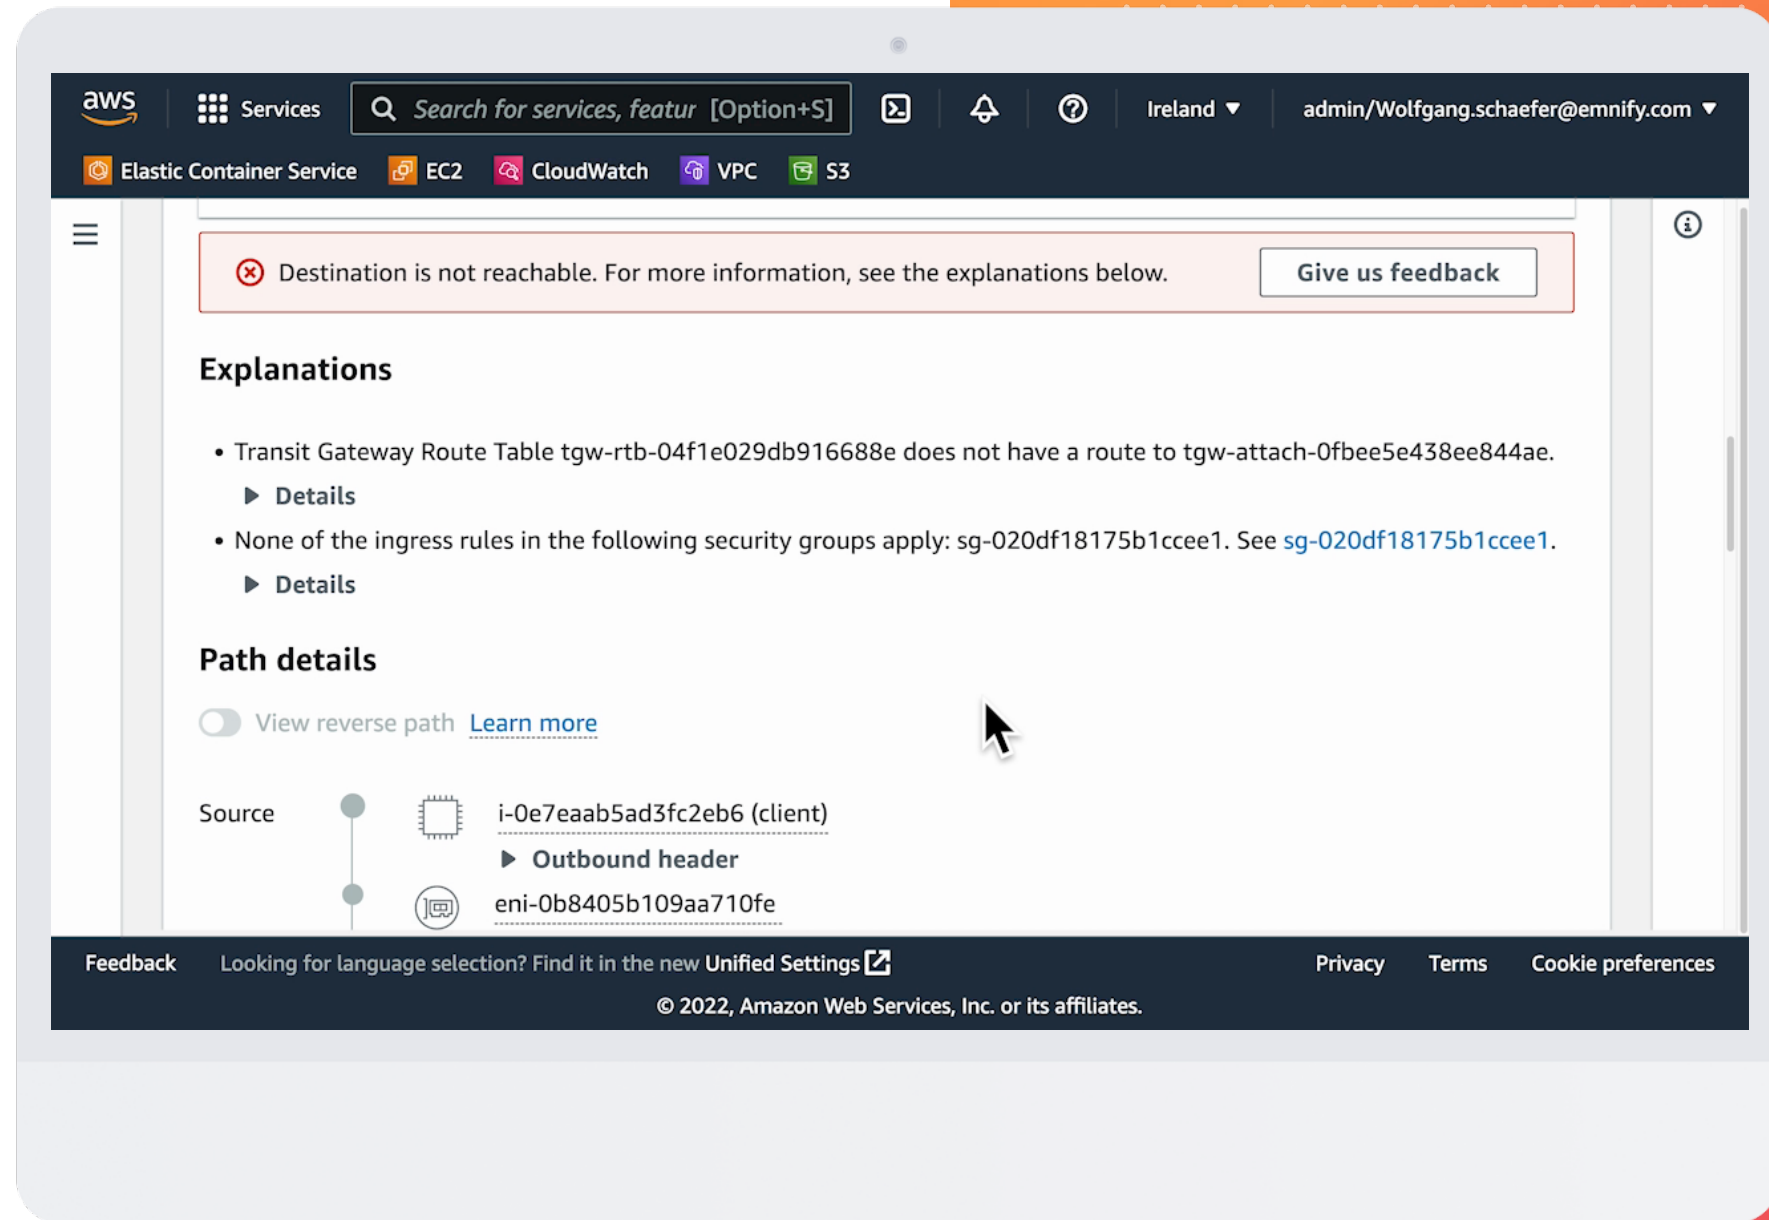 aws
Services
Search for services, featur [Option+S]
Ireland ▼
admin/Wolfgang.schaefer@emnify.com ▼
Elastic Container Service
EC2
CloudWatch
VPC
S3
Destination is not reachable. For more information, see the explanations below.
Give us feedback
Explanations
• Transit Gateway Route Table tgw-rtb-04f1e029db916688e does not have a route to tgw-attach-0fbee5e438ee844ae.
▶ Details
• None of the ingress rules in the following security groups apply: sg-020df18175b1ccee1. See sg-020df18175b1ccee1.
▶ Details
Path details
View reverse path Learn more
Source
i-0e7eaab5ad3fc2eb6 (client)
▶ Outbound header
eni-0b8405b109aa710fe
Feedback
Looking for language selection? Find it in the new Unified Settings
Privacy
Terms
Cookie preferences
© 2022, Amazon Web Services, Inc. or its affiliates.